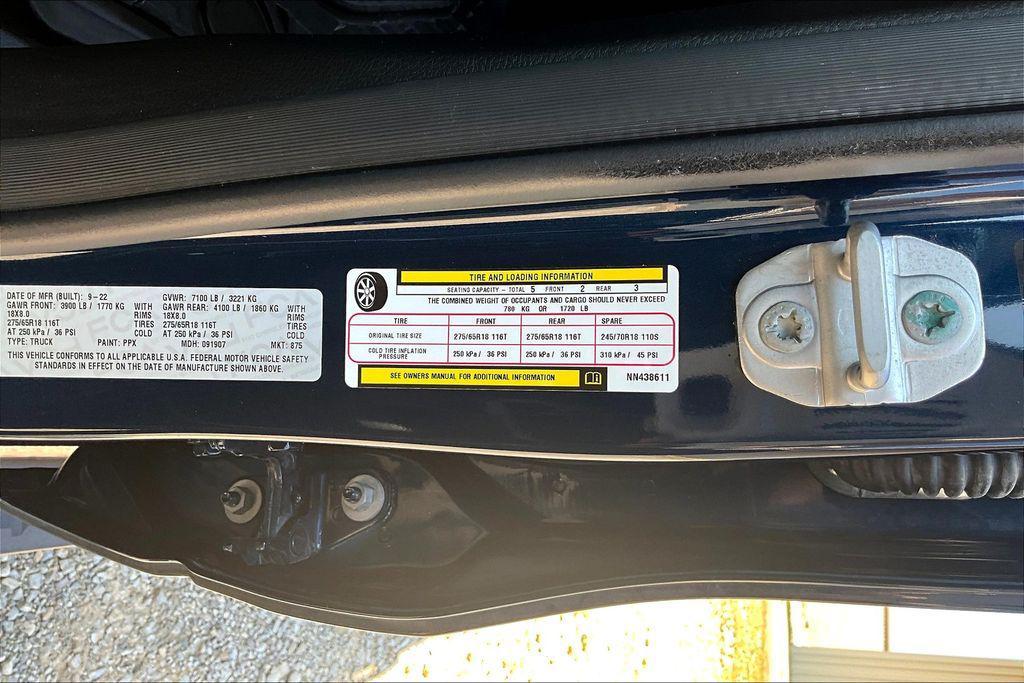 DATE OF MFR (BUILT): 9-22 GVWR: 7100 LB / 3221 KG
GAWR FRONT: 3900 LB / 1770 KG WITH GAWR REAR: 4100 LB / 1860 KG WITH
18X8.0 RIMS 18X8.0 RIMS
275/65R18 116T TIRES 275/65R18 116T TIRES
AT 250 kPa / 36 PSI COLD AT 250 kPa / 36 PSI COLD
TYPE: TRUCK PAINT: PPX MDH: 091907 MKT: 875
THIS VEHICLE CONFORMS TO ALL APPLICABLE U.S.A. FEDERAL MOTOR VEHICLE SAFETY
STANDARDS IN EFFECT ON THE DATE OF MANUFACTURE SHOWN ABOVE.
TIRE AND LOADING INFORMATION
SEATING CAPACITY - TOTAL 5 FRONT 2 REAR 3
THE COMBINED WEIGHT OF OCCUPANTS AND CARGO SHOULD NEVER EXCEED
780 KG OR 1720 LB
TIRE FRONT REAR SPARE
ORIGINAL TIRE SIZE 275/65R18 116T 275/65R18 116T 245/70R18 110S
COLD TIRE INFLATION PRESSURE 250 kPa / 36 PSI 250 kPa / 36 PSI 310 kPa / 45 PSI
SEE OWNERS MANUAL FOR ADDITIONAL INFORMATION
NN438611